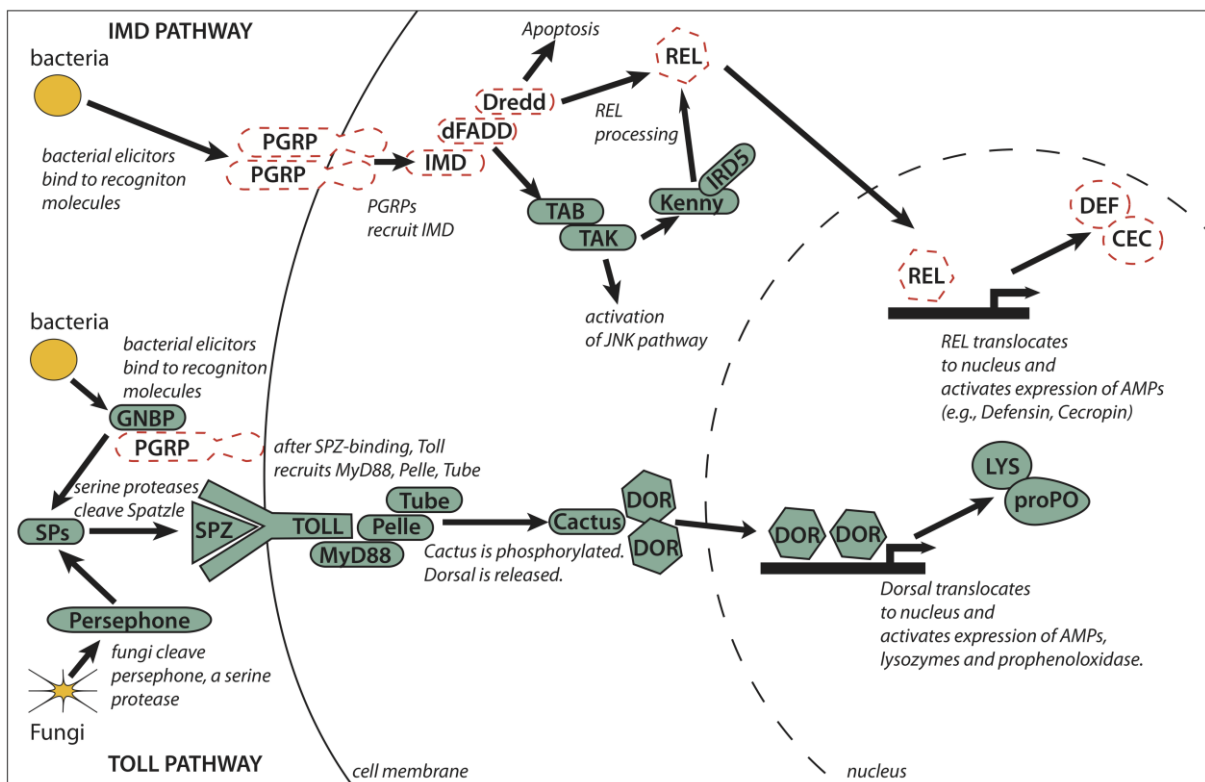 IMD PATHWAY
bacteria
bacterial elicitors
bind to recogniton
molecules
PGRP
PGRP
PGRPs
recruit IMD
IMD
dFADD
Dredd
Apoptosis
REL
REL
processing
TAB
TAK
Kenny
IRD5
activation
of JNK pathway
REL
DEF
CEC
REL translocates
to nucleus and
activates expression of AMPs
(e.g., Defensin, Cecropin)
bacteria
bacterial elicitors
bind to recogniton
molecules
GNBP
PGRP
serine proteases
cleave Spatzle
SPs
Persephone
fungi cleave
persephone, a serine
protease
Fungi
after SPZ-binding, Toll
recruits MyD88, Pelle, Tube
SPZ
TOLL
Tube
Pelle
MyD88
Cactus
DOR
DOR
Cactus is phosphorylated.
Dorsal is released.
DOR
DOR
LYS
proPO
Dorsal translocates
to nucleus and
activates expression of AMPs,
lysozymes and prophenoloxidase.
TOLL PATHWAY
cell membrane
nucleus